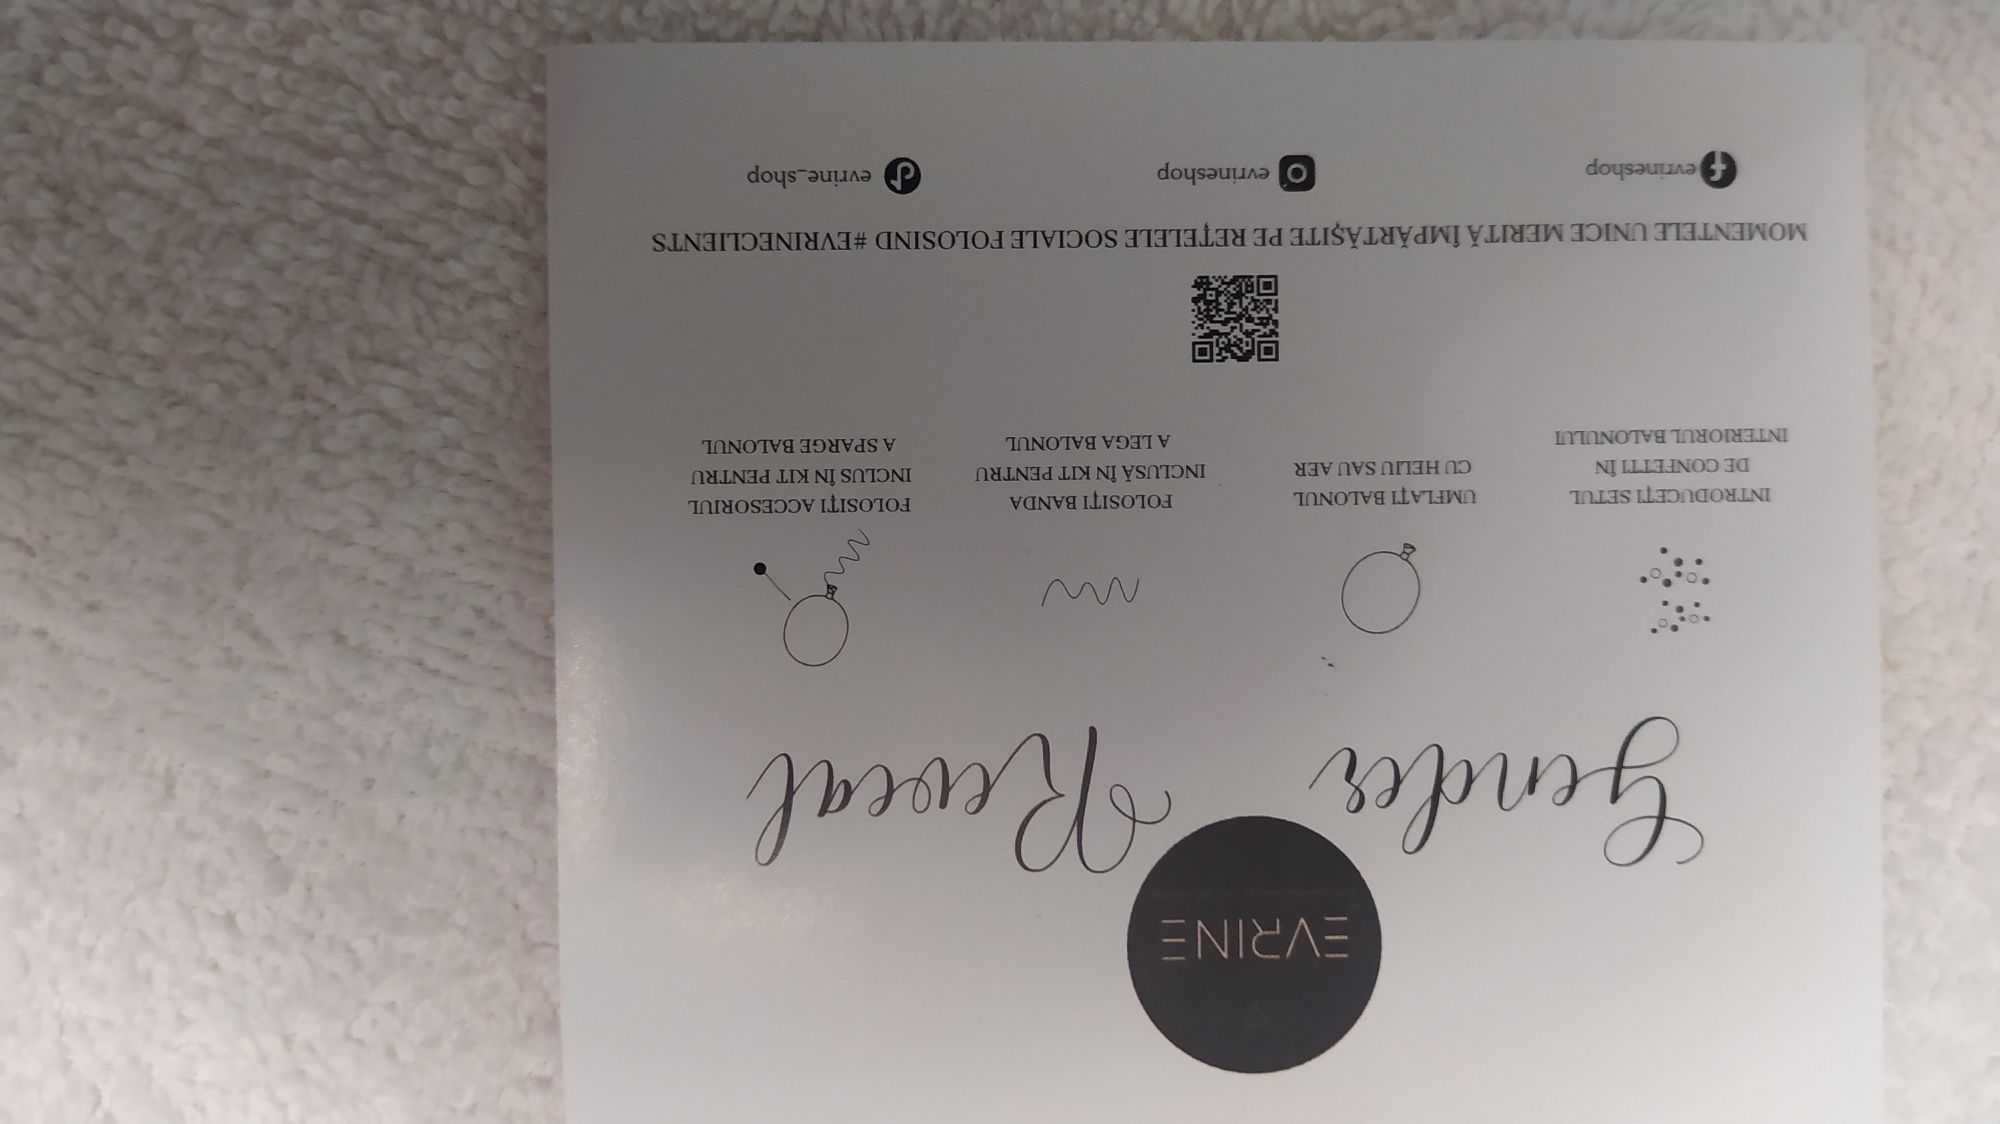 EVRINE
Gender Reveal
INTRODUCEȚI SETUL
DE CONFETTI ÎN
INTERIORUL BALONULUI
UMFLAȚI BALONUL
CU HELIU SAU AER
FOLOSIȚI BANDA
INCLUSĂ ÎN KIT PENTRU
A LEGA BALONUL
FOLOSIȚI ACCESORIUL
INCLUS ÎN KIT PENTRU
A SPARGE BALONUL
MOMENTELE UNICE MERITĂ ÎMPĂRTĂȘITE PE REȚELELE SOCIALE FOLOSIND #EVRINECLIENTS
evrineshop
evrineshop
evrine_shop